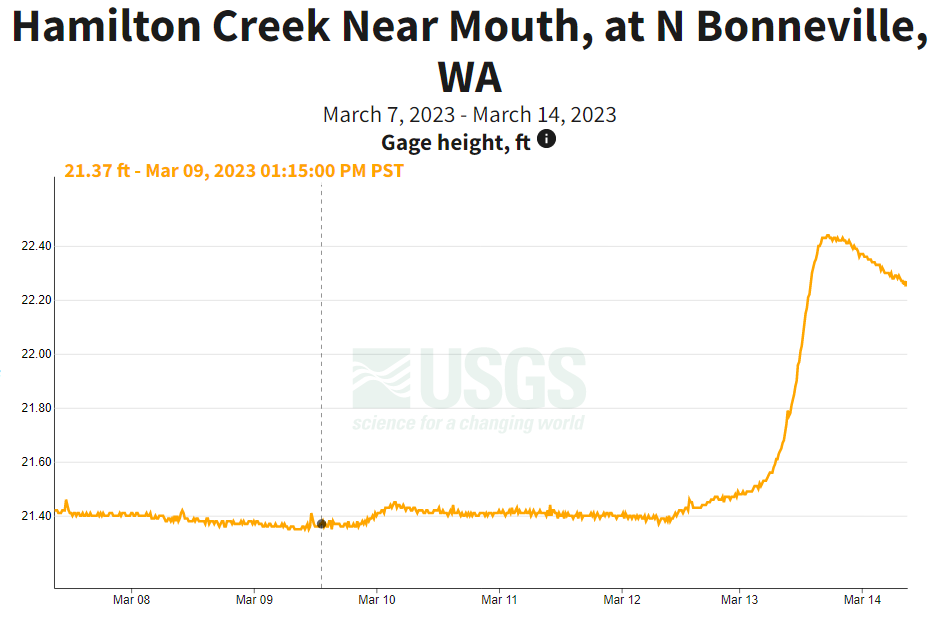 Hamilton Creek Near Mouth, at N Bonneville,
WA
March 7, 2023 - March 14, 2023
Gage height, ft i
21.37 ft - Mar 09, 2023 01:15:00 PM PST
22.40
22.20
22.00
21.80
21.60
21.40
USGS
science for a changing world
Mar 08 Mar 09 Mar 10 Mar 11 Mar 12 Mar 13 Mar 14